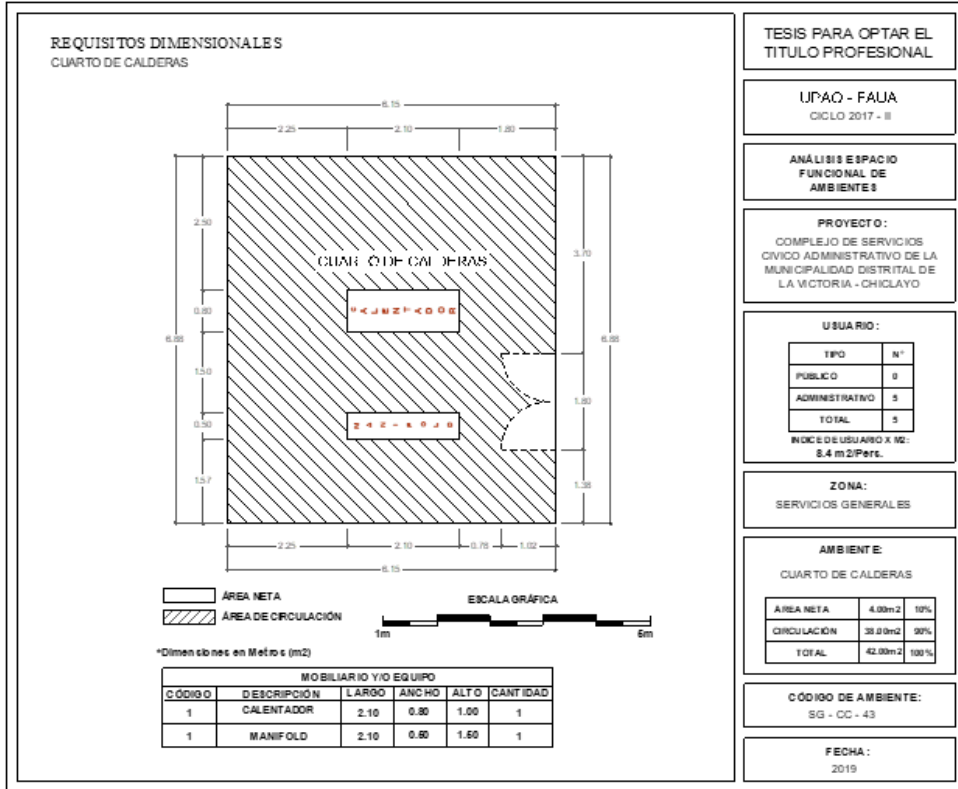 REQUISITOS DIMENSIONALES
CUARTO DE CALDERAS
6.15
2.25
2.10
1.80
2.50
0.80
6.88
1.50
0.50
1.57
CUARTO DE CALDERAS
CALENTADOR
MANIFOLD
3.70
1.80
6.88
1.38
2.25
2.10
0.78
1.02
6.15
ÁREA NETA
ÁREA DE CIRCULACIÓN
ESCALA GRÁFICA
1m
5m
*Dimensiones en Metros (m2)
MOBILIARIO Y/O EQUIPO
CÓDIGO DESCRIPCIÓN LARGO ANCHO ALTO CANTIDAD
1 CALENTADOR 2.10 0.80 1.00 1
1 MANIFOLD 2.10 0.50 1.50 1
TESIS PARA OPTAR EL
TITULO PROFESIONAL
UPAO - FAUA
CICLO 2017 - II
ANÁLISIS ESPACIO
FUNCIONAL DE
AMBIENTES
PROYECTO:
COMPLEJO DE SERVICIOS
CIVICO ADMINISTRATIVO DE LA
MUNICIPALIDAD DISTRITAL DE
LA VICTORIA - CHICLAYO
USUARIO:
TIPO N°
PÚBLICO 0
ADMINISTRATIVO 5
TOTAL 5
INDICE DE USUARIO X M2:
8.4 m2/Pers.
ZONA:
SERVICIOS GENERALES
AMBIENTE:
CUARTO DE CALDERAS
ÁREA NETA 4.00m2 10%
CIRCULACIÓN 38.00m2 90%
TOTAL 42.00m2 100%
CÓDIGO DE AMBIENTE:
SG - CC - 43
FECHA:
2019